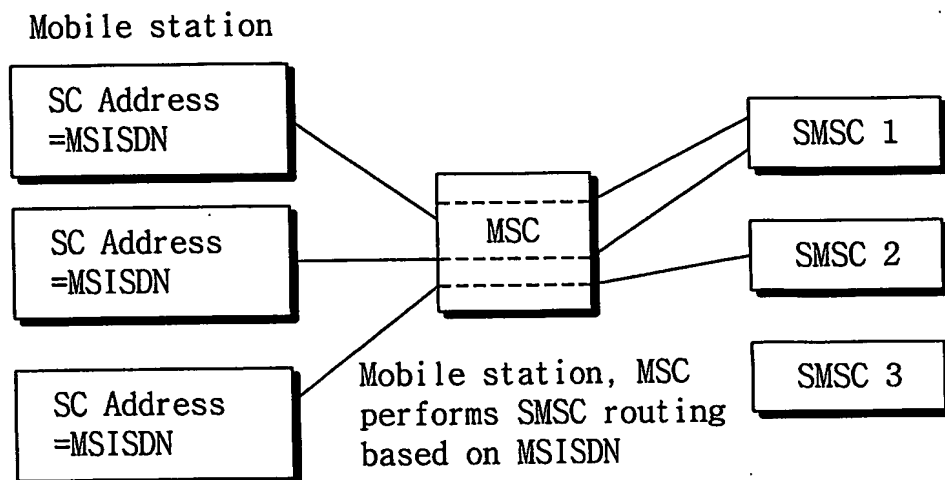 Mobile station
SC Address
=MSISDN
SC Address
=MSISDN
SC Address
=MSISDN
MSC
SMSC 1
SMSC 2
SMSC 3
Mobile station, MSC
performs SMSC routing
based on MSISDN